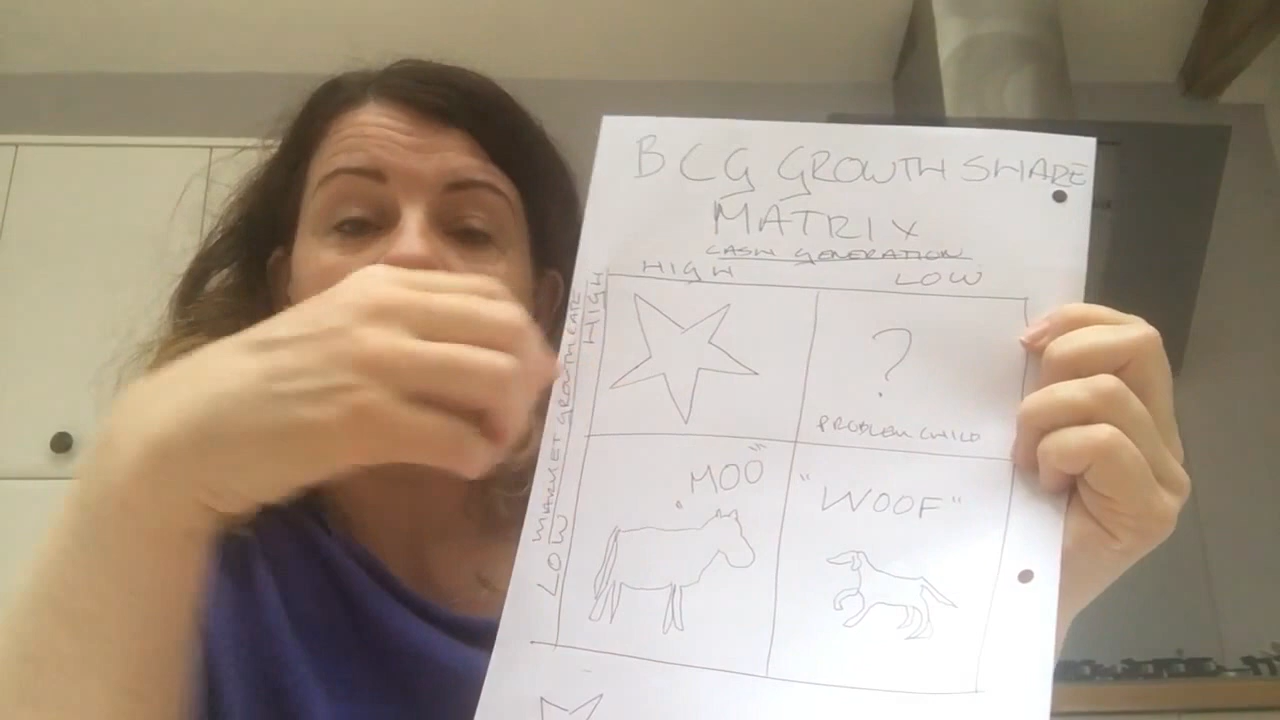 BCG GROWTH SHARE
MATRIX
CASH GENERATION
HIGH LOW
HIGH
MARKET GROWTH RATE
LOW
?
PROBLEM CHILD
"MOO"
"WOOF"